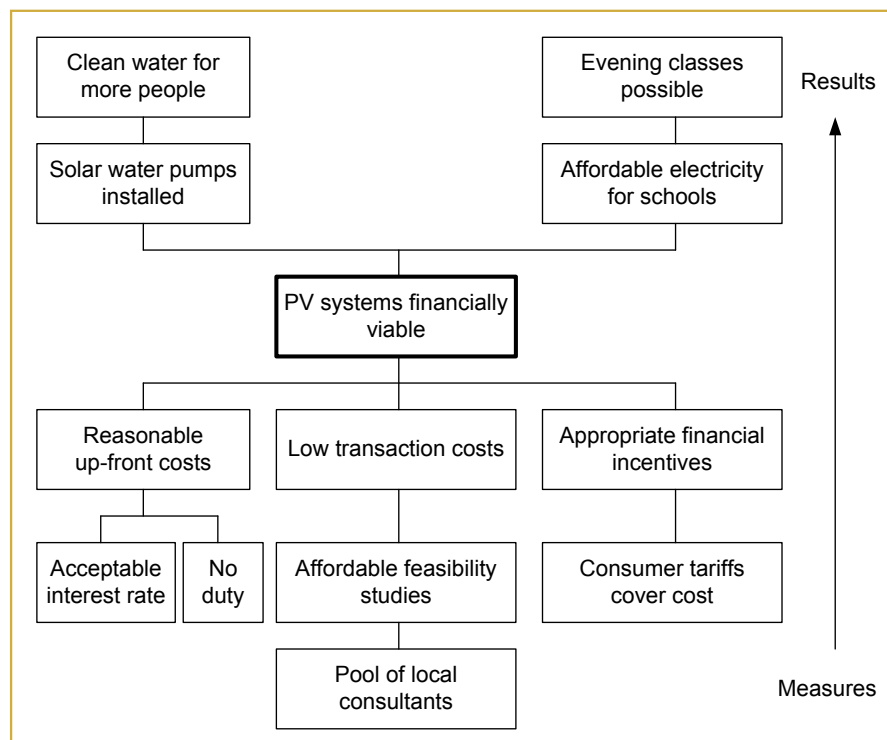 Clean water for
more people
Evening classes
possible
Results
Solar water pumps
installed
Affordable electricity
for schools
PV systems financially
viable
Reasonable
up-front costs
Low transaction costs
Appropriate financial
incentives
Acceptable
interest rate
No
duty
Affordable feasibility
studies
Consumer tariffs
cover cost
Pool of local
consultants
Measures